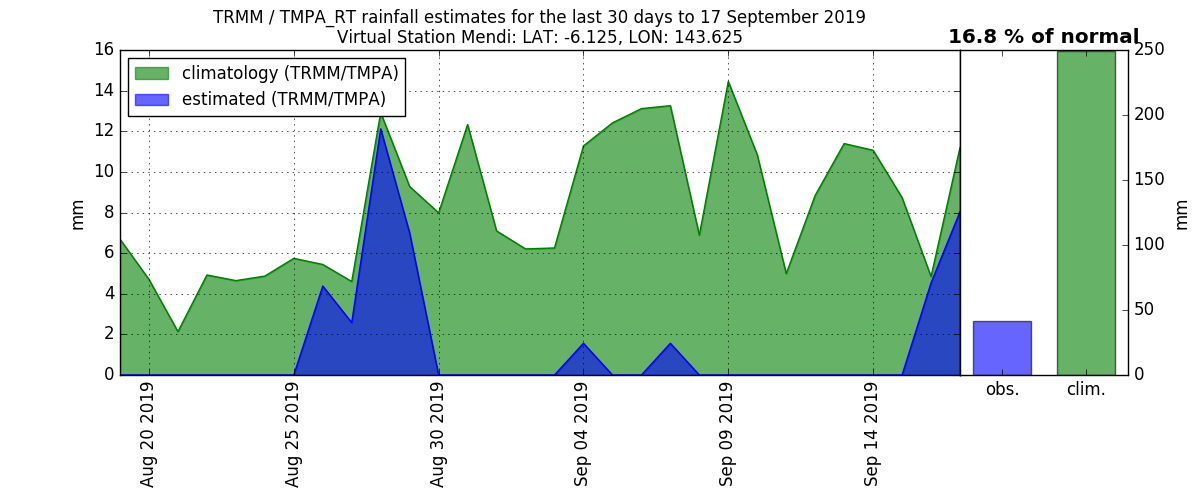 TRMM / TMPA_RT rainfall estimates for the last 30 days to 17 September 2019
Virtual Station Mendi: LAT: -6.125, LON: 143.625
16.8 % of normal
climatology (TRMM/TMPA)
estimated (TRMM/TMPA)
16
14
12
10
8
6
4
2
0
mm
Aug 20 2019
Aug 25 2019
Aug 30 2019
Sep 04 2019
Sep 09 2019
Sep 14 2019
250
200
150
100
50
0
mm
obs.
clim.